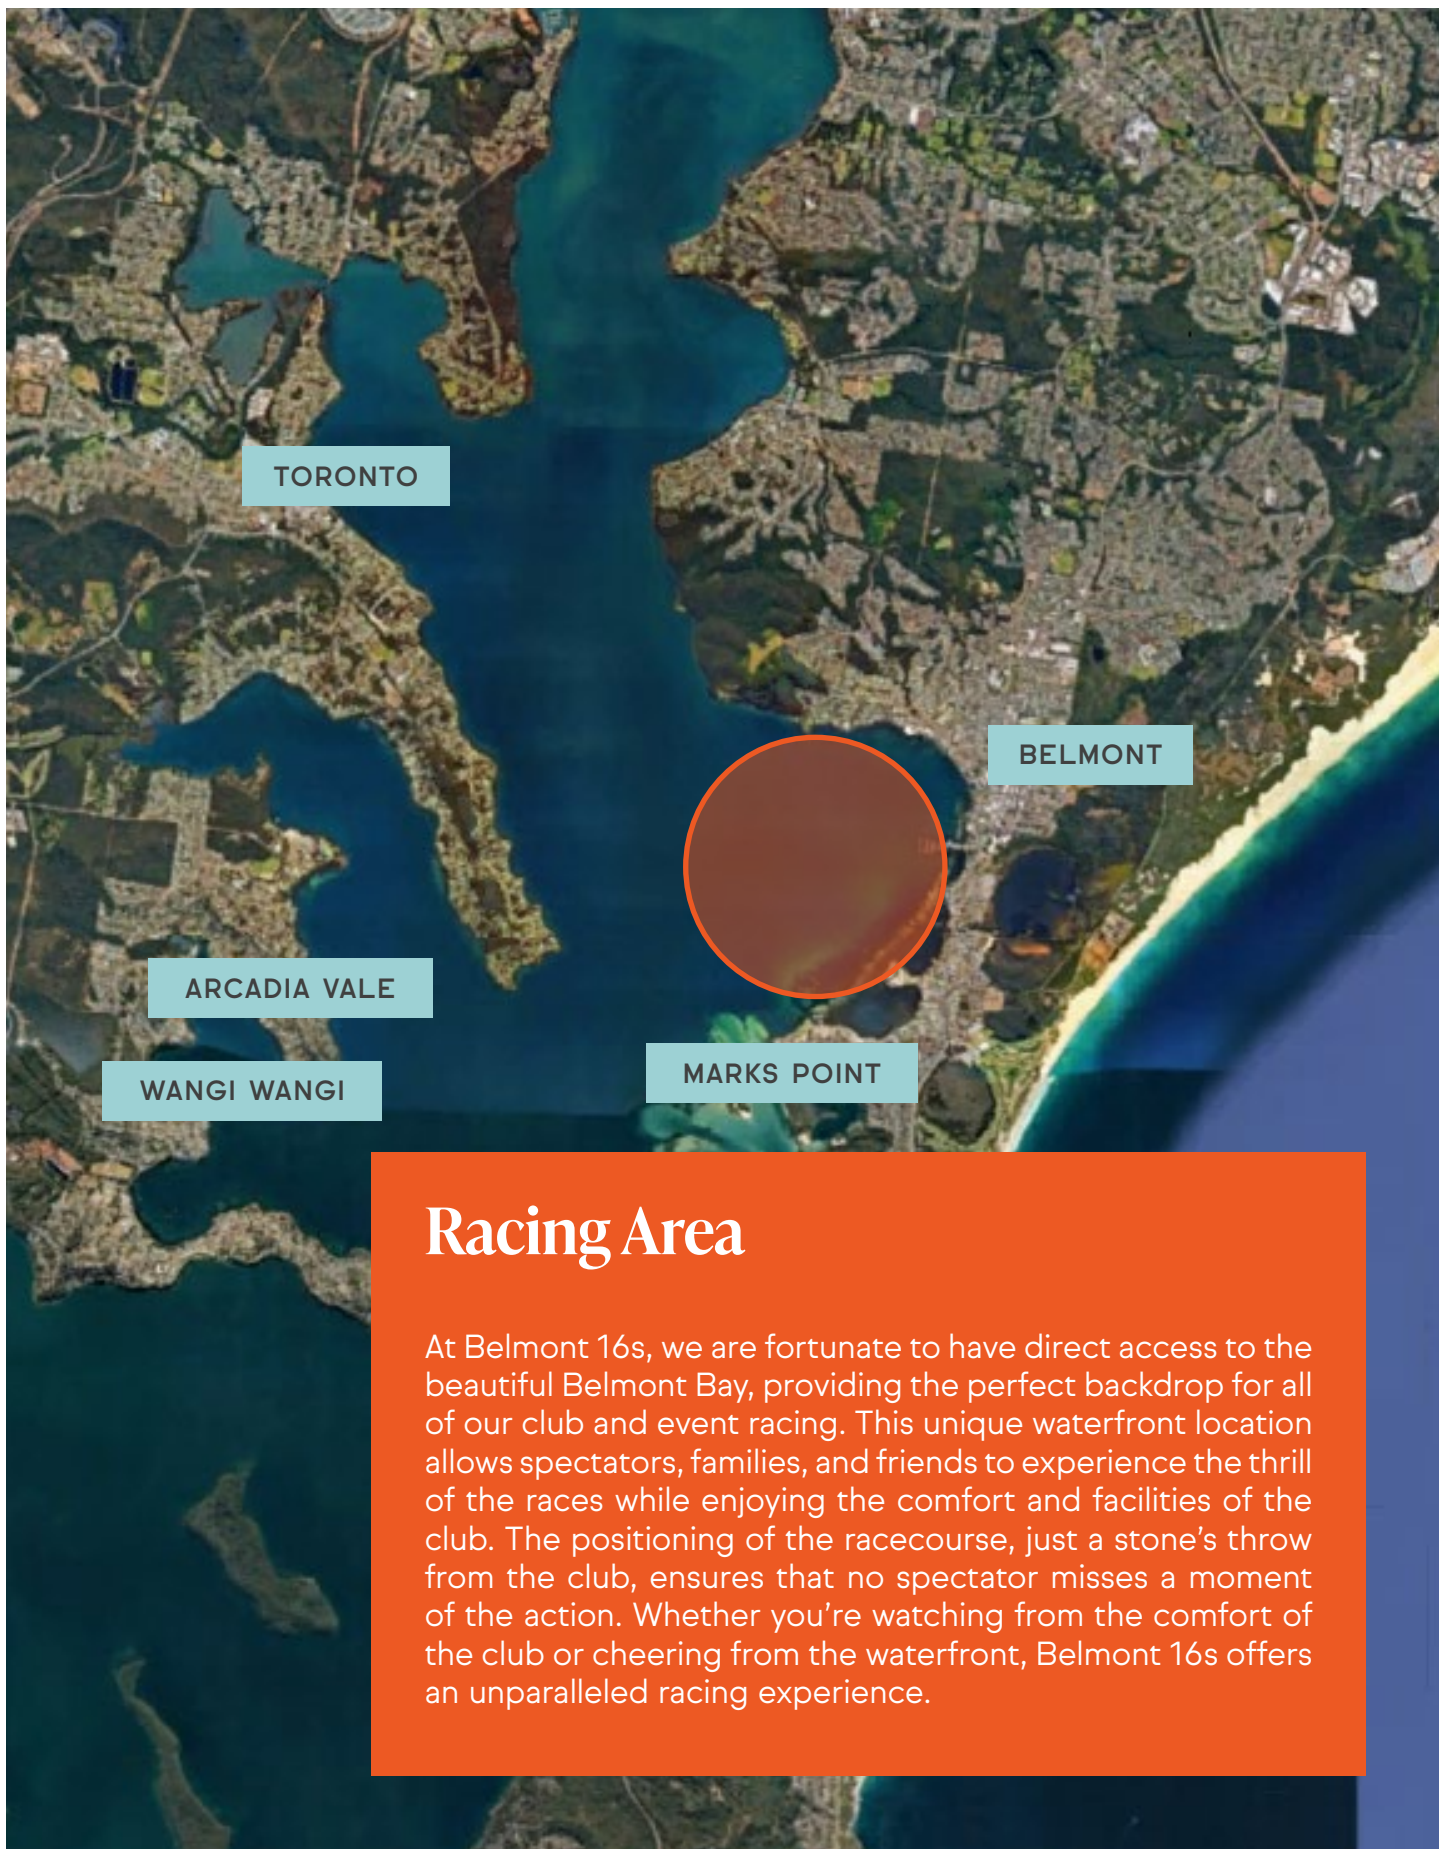 TORONTO
BELMONT
ARCADIA VALE
MARKS POINT
WANGI WANGI
Racing Area
At Belmont 16s, we are fortunate to have direct access to the
beautiful Belmont Bay, providing the perfect backdrop for all
of our club and event racing. This unique waterfront location
allows spectators, families, and friends to experience the thrill
of the races while enjoying the comfort and facilities of the
club. The positioning of the racecourse, just a stone’s throw
from the club, ensures that no spectator misses a moment
of the action. Whether you’re watching from the comfort of
the club or cheering from the waterfront, Belmont 16s offers
an unparalleled racing experience.